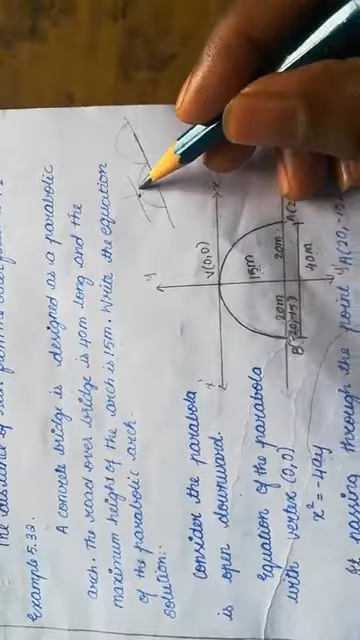 Example 5.32.
A concrete bridge is designed as a parabolic
arch. the road over bridge is 40m long and the
maximum height of the arch is 15m. Write the equation
of the parabolic arch.
solution:
Consider the parabola
is open downward.
Equation of the parabola
with vertex (0,0)
x² = -4ay
V(0,0)
15m
20m
20m
40m
It passing through the point A(20, -15